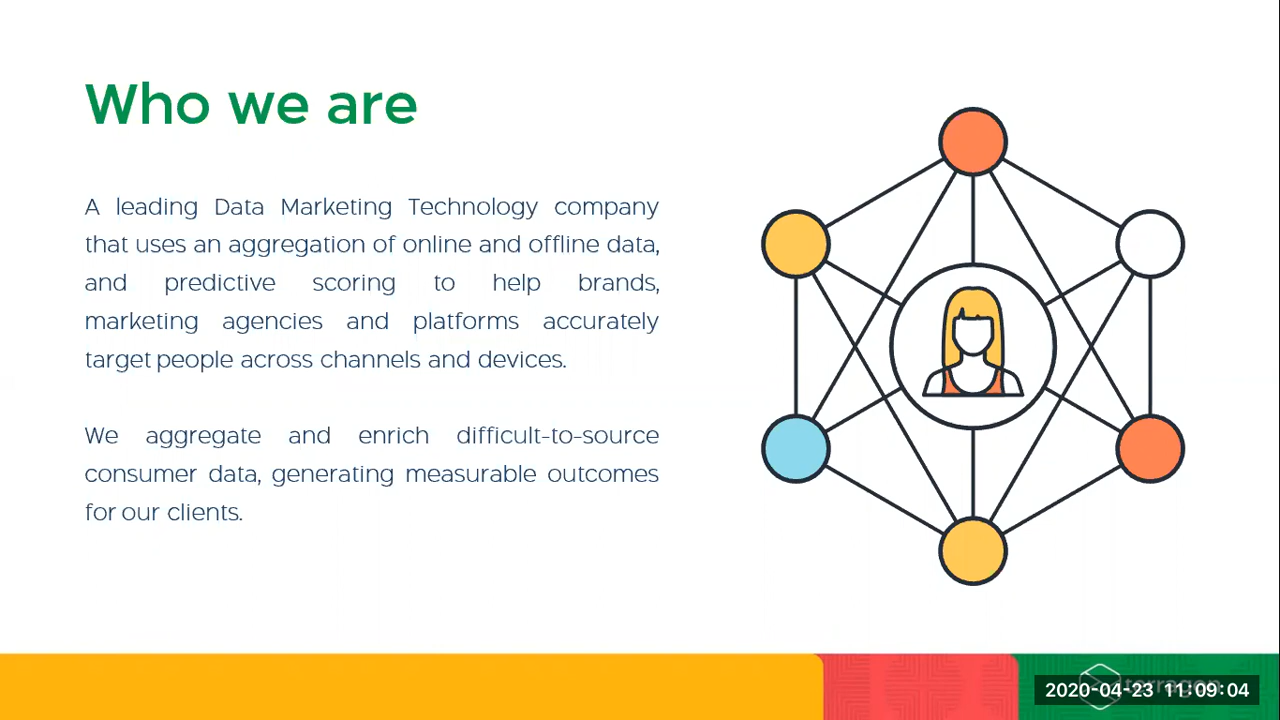 Who we are
A leading Data Marketing Technology company
that uses an aggregation of online and offline data,
and predictive scoring to help brands,
marketing agencies and platforms accurately
target people across channels and devices.
We aggregate and enrich difficult-to-source
consumer data, generating measurable outcomes
for our clients.
2020-04-23 11:09:04